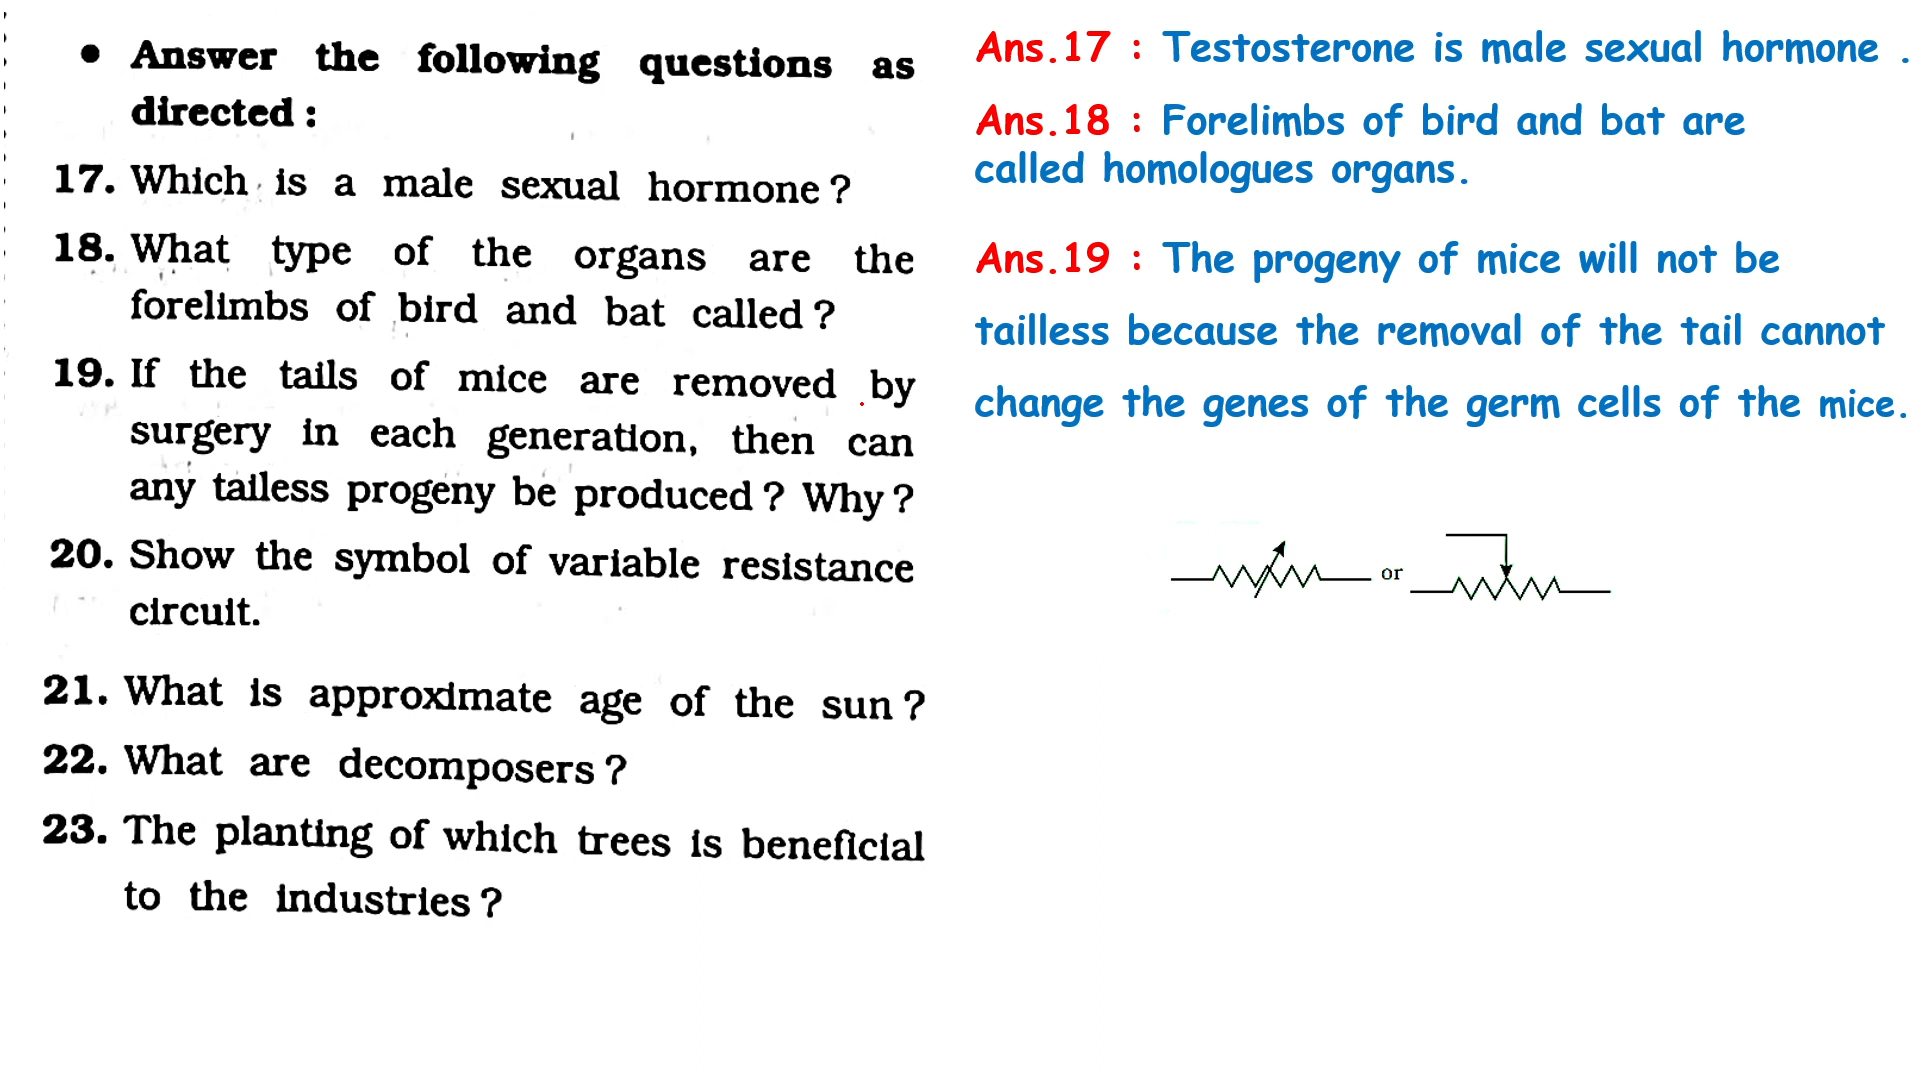 • Answer the following questions as
directed :
17. Which is a male sexual hormone ?
18. What type of the organs are the
forelimbs of bird and bat called ?
19. If the tails of mice are removed by
surgery in each generation, then can
any tailess progeny be produced ? Why ?
20. Show the symbol of variable resistance
circuit.
21. What is approximate age of the sun ?
22. What are decomposers ?
23. The planting of which trees is beneficial
to the industries ?
Ans.17 : Testosterone is male sexual hormone .
Ans.18 : Forelimbs of bird and bat are
called homologues organs.
Ans.19 : The progeny of mice will not be
tailless because the removal of the tail cannot
change the genes of the germ cells of the mice.
or